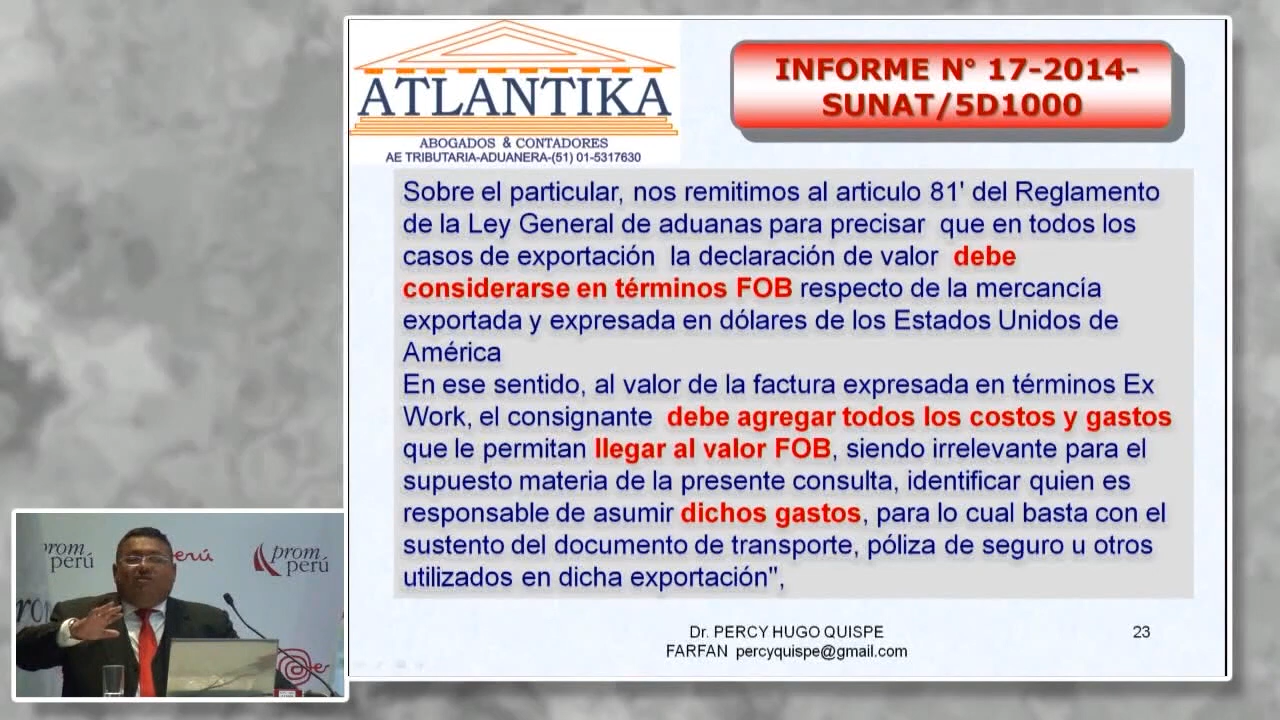 ATLANTIKA
ABOGADOS & CONTADORES
AE TRIBUTARIA-ADUANERA-(51) 01-5317630
INFORME N° 17-2014-
SUNAT/5D1000
Sobre el particular, nos remitimos al articulo 81' del Reglamento
de la Ley General de aduanas para precisar que en todos los
casos de exportación la declaración de valor debe
considerarse en términos FOB respecto de la mercancía
exportada y expresada en dólares de los Estados Unidos de
América
En ese sentido, al valor de la factura expresada en términos Ex
Work, el consignante debe agregar todos los costos y gastos
que le permitan llegar al valor FOB, siendo irrelevante para el
supuesto materia de la presente consulta, identificar quien es
responsable de asumir dichos gastos, para lo cual basta con el
sustento del documento de transporte, póliza de seguro u otros
utilizados en dicha exportación",
Dr. PERCY HUGO QUISPE
FARFAN percyquispe@gmail.com
23
prom
perú